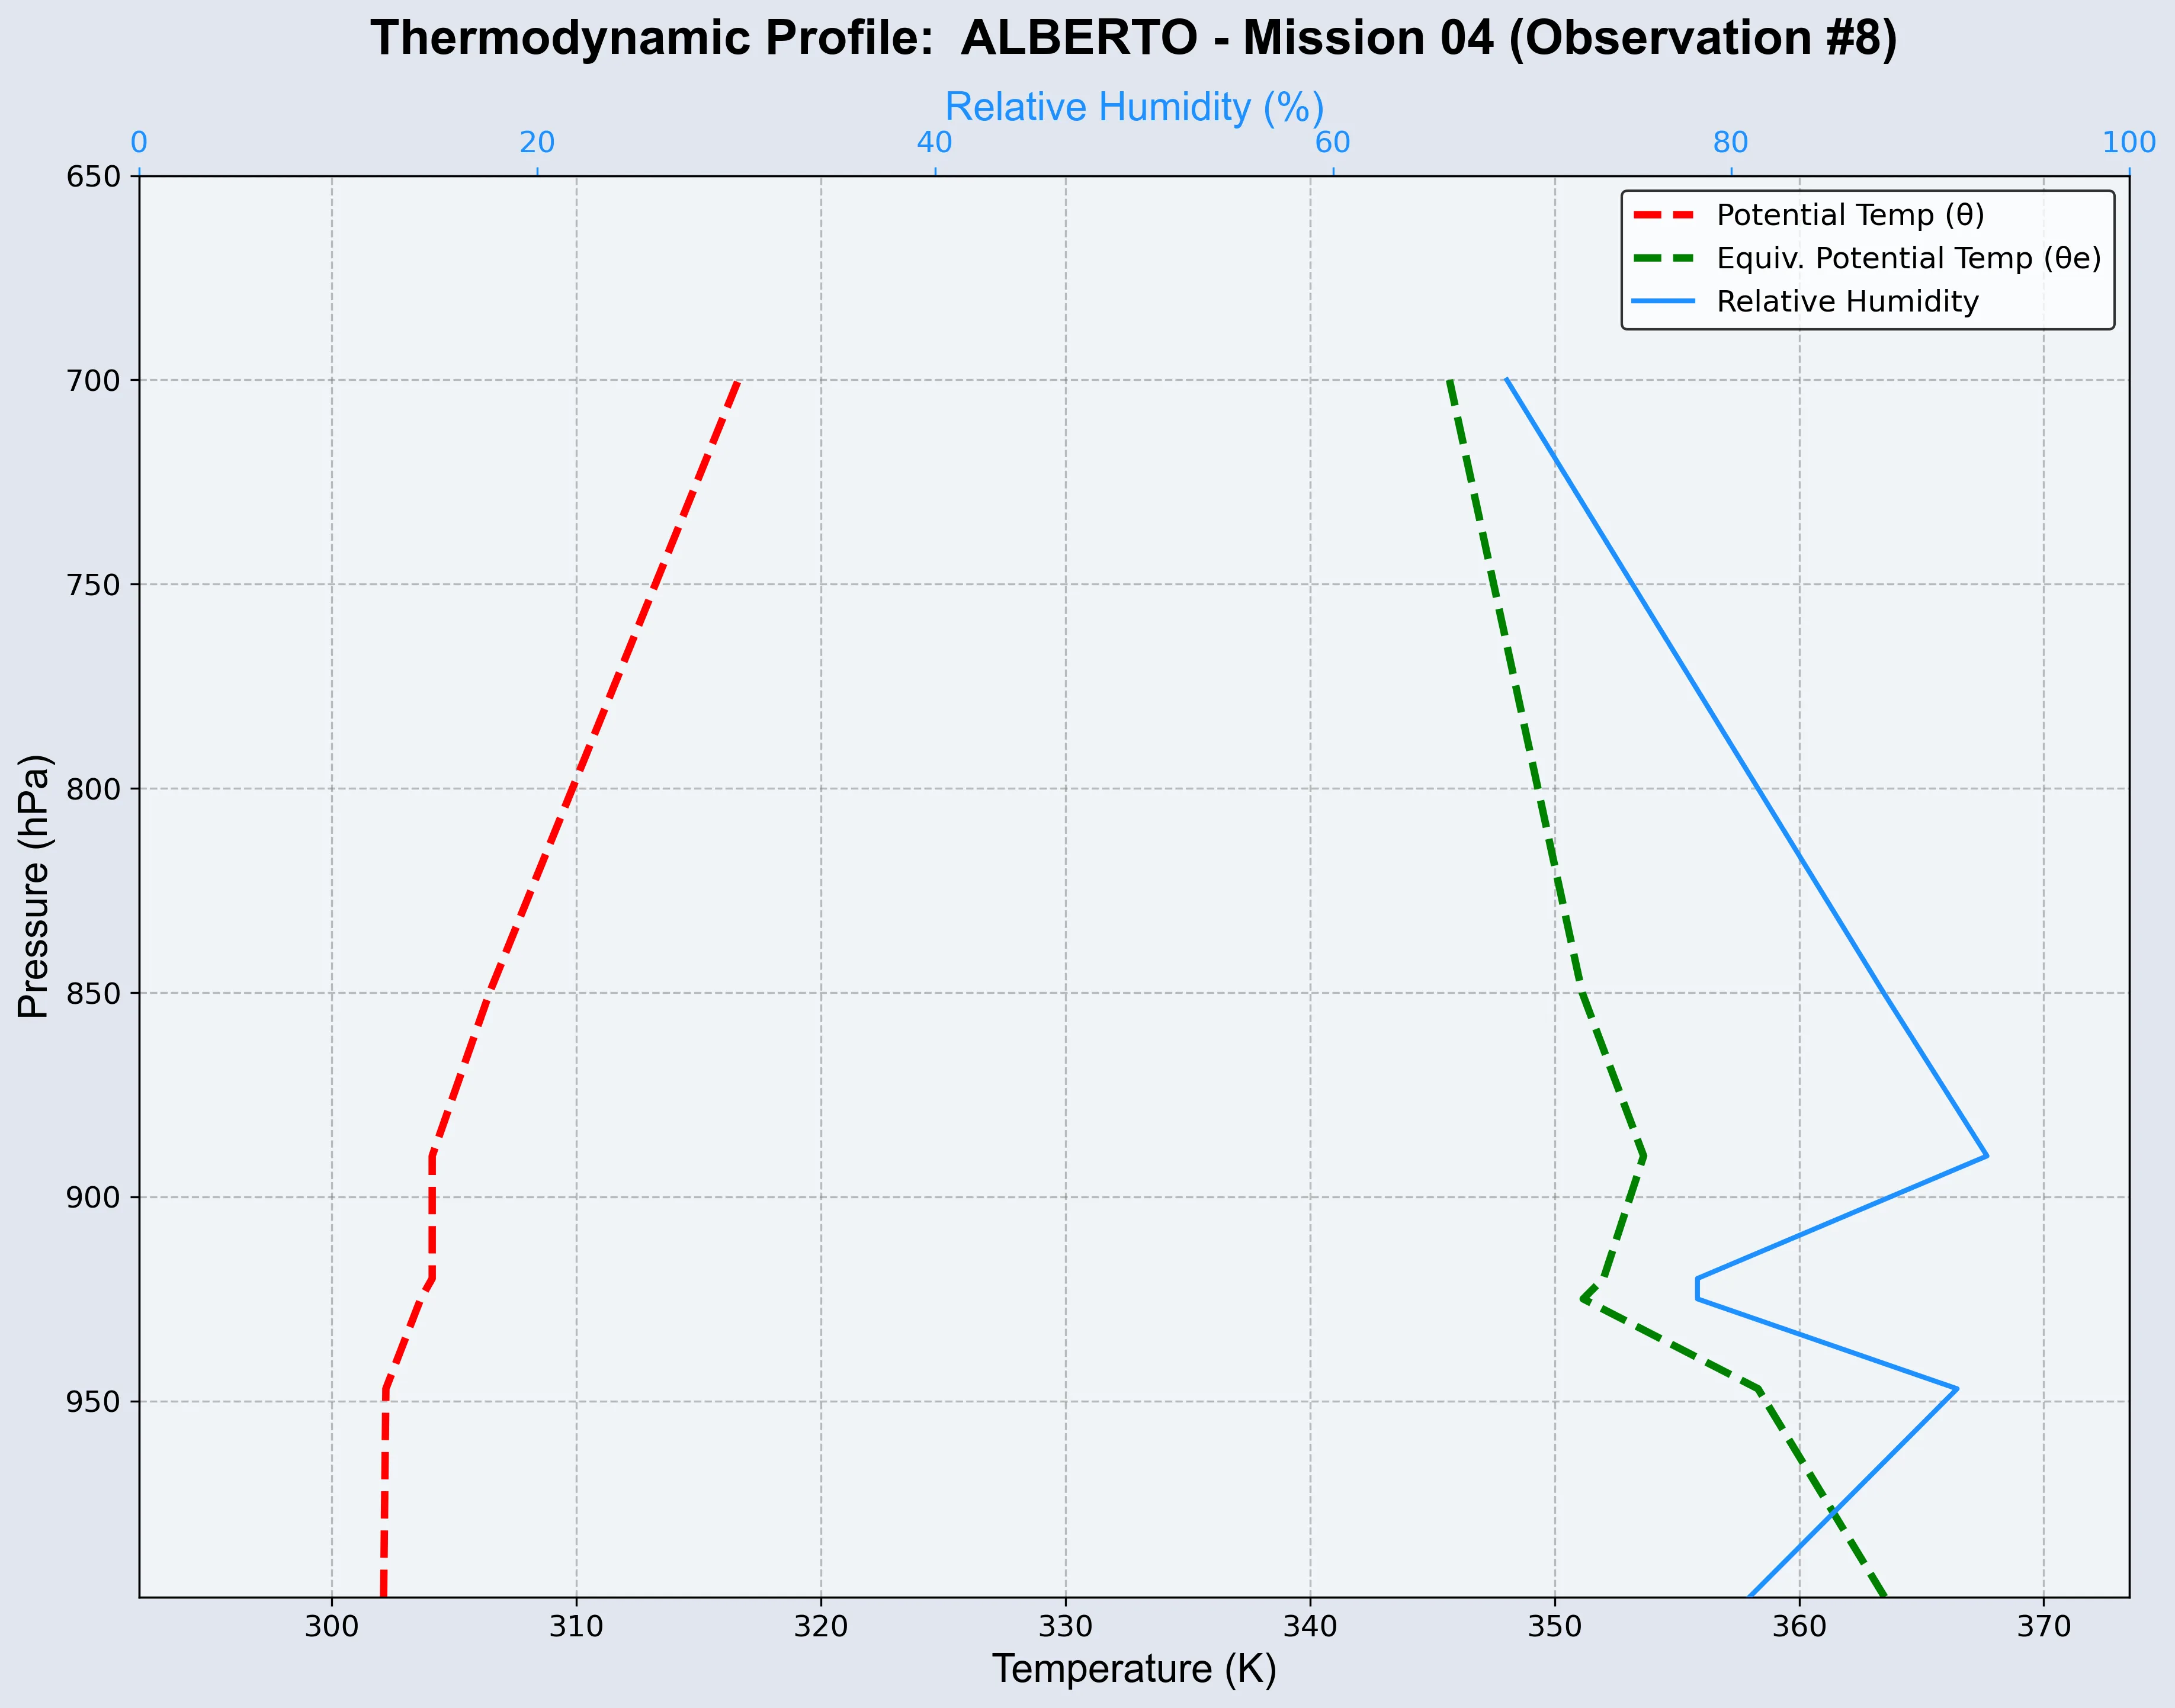 Thermodynamic Profile:  ALBERTO - Mission 04 (Observation #8)
Relative Humidity (%)
0 20 40 60 80 100
Potential Temp (θ)
Equiv. Potential Temp (θe)
Relative Humidity
Pressure (hPa)
650
700
750
800
850
900
950
300 310 320 330 340 350 360 370
Temperature (K)